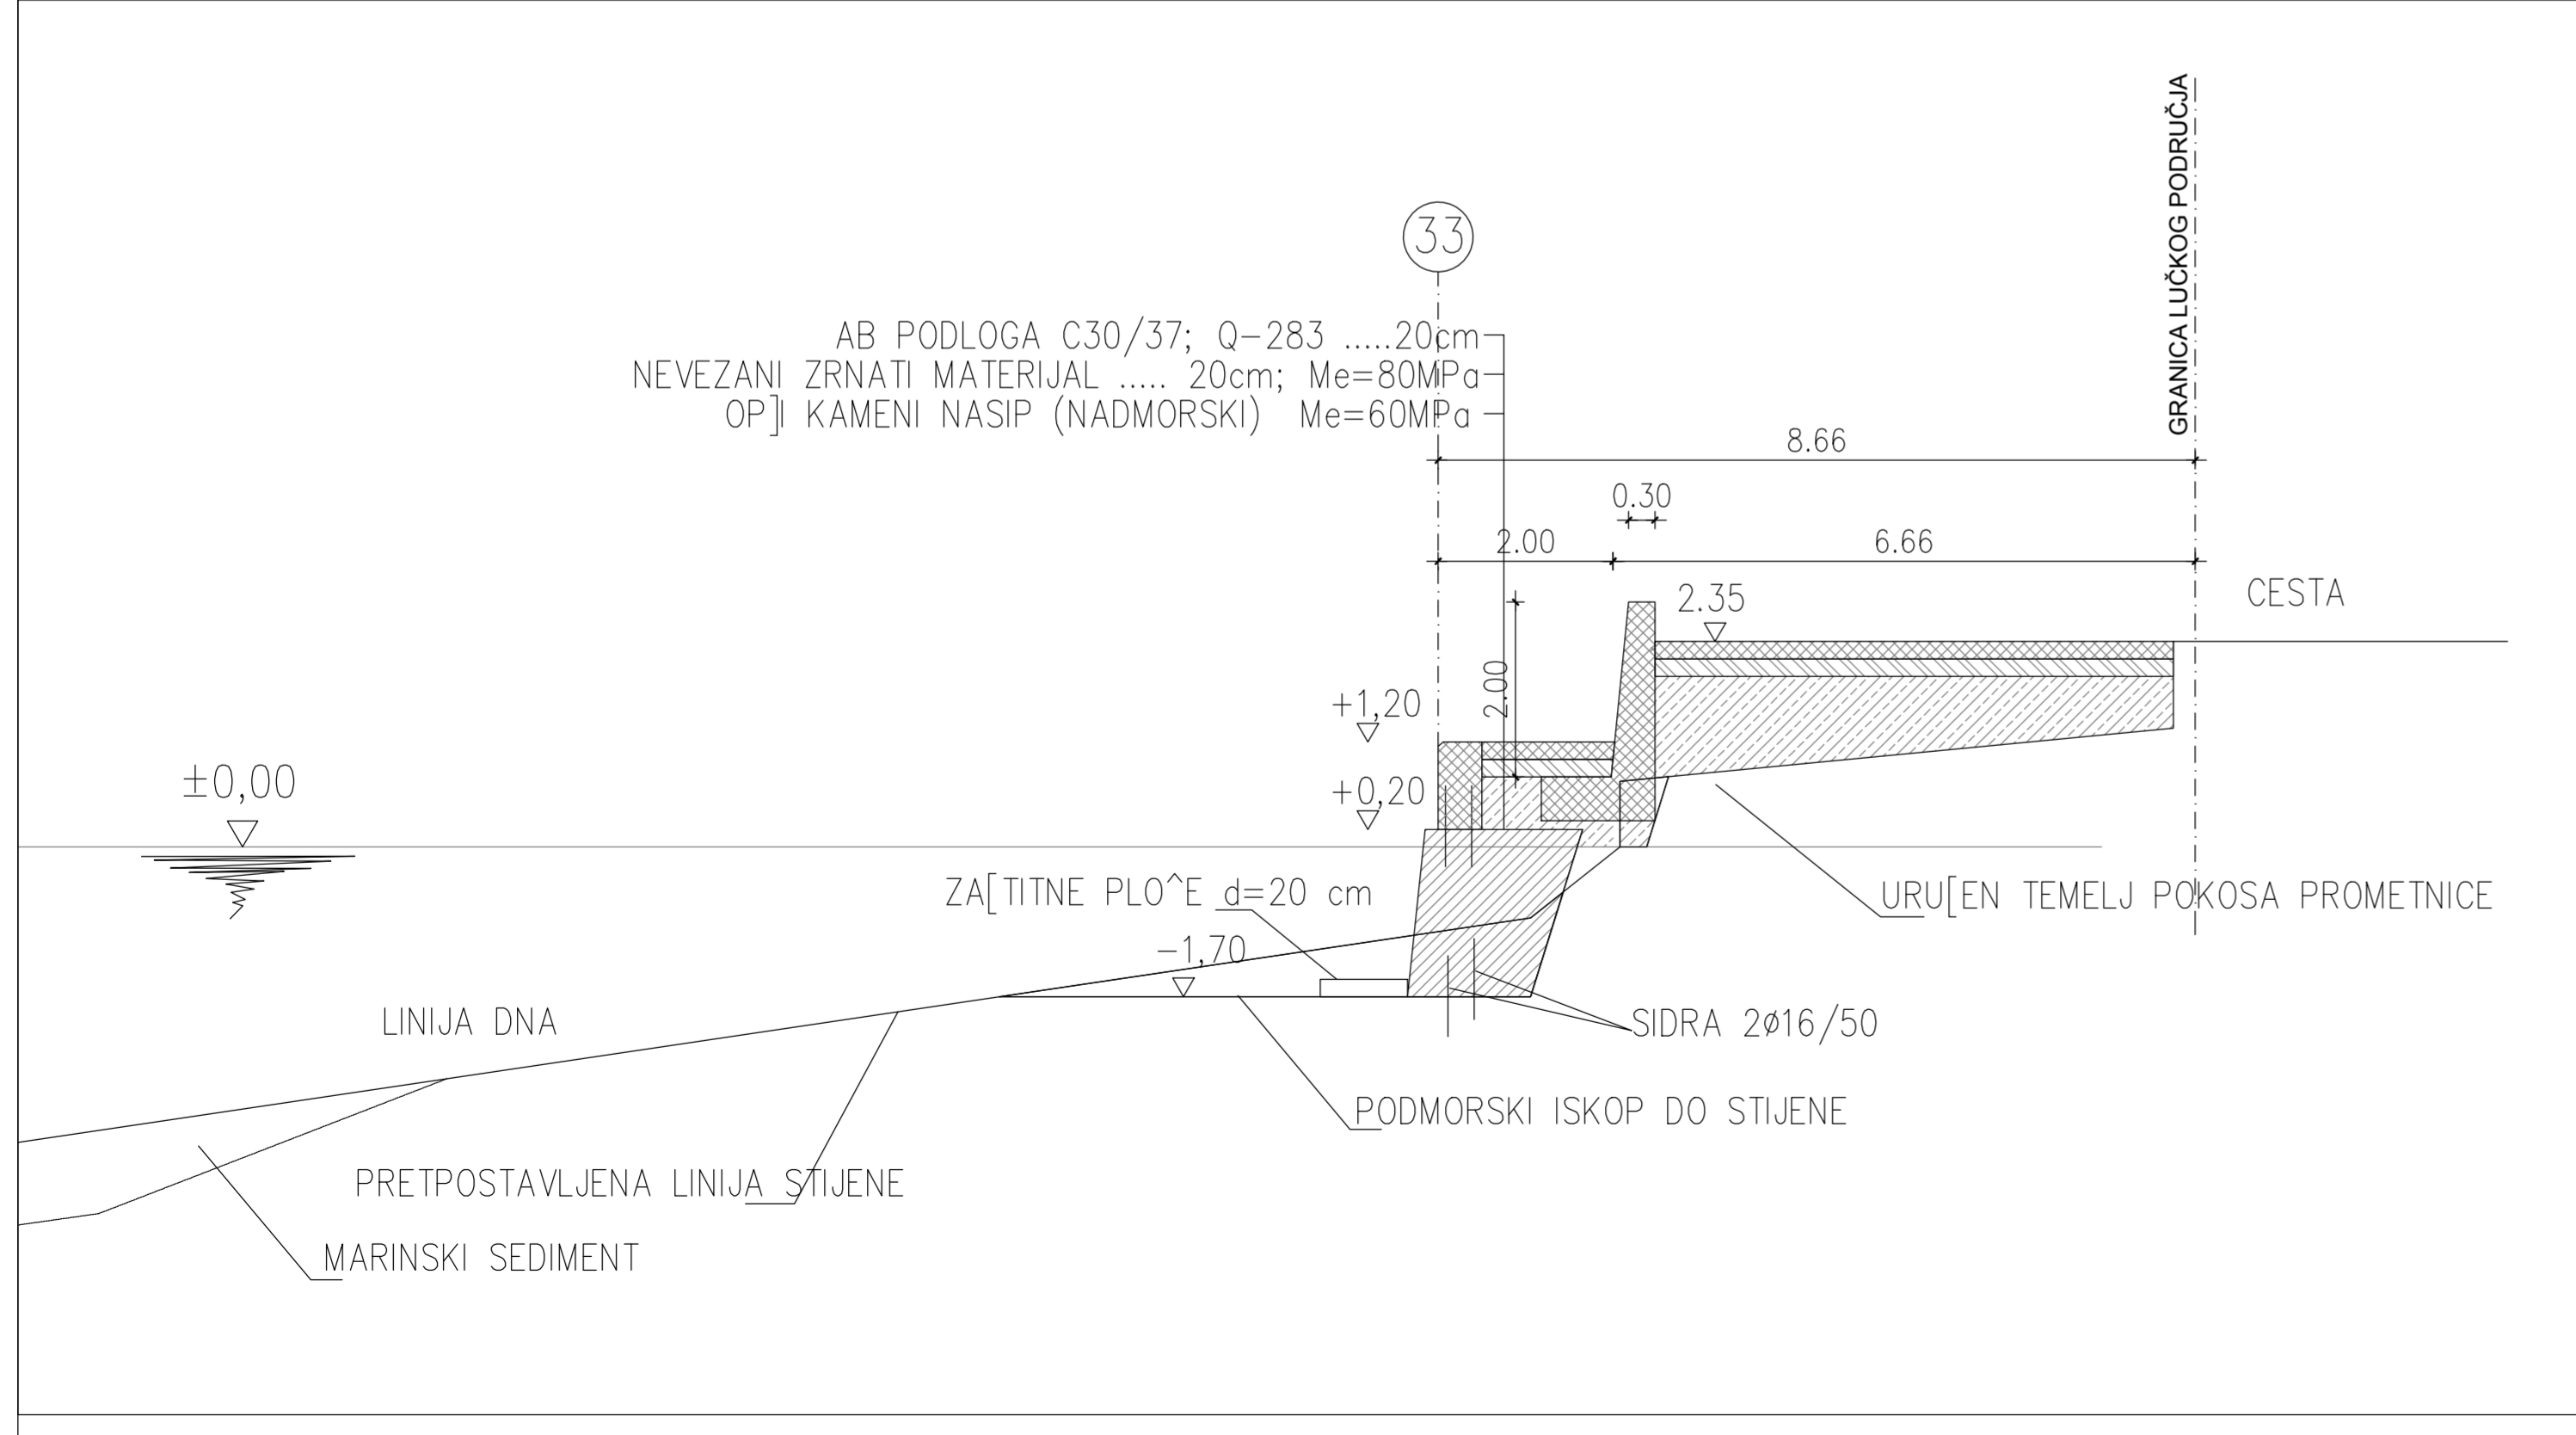 GRANICA LUČKOG PODRUČJA
33
AB PODLOGA C30/37; Q-283 .....20cm
NEVEZANI ZRNATI MATERIJAL ..... 20cm; Me=80MPa
OP]I KAMENI NASIP (NADMORSKI) Me=60MPa
8.66
0.30
2.00
6.66
CESTA
2.35
2.00
+1,20
±0,00
+0,20
ZA[TITNE PLO^E d=20 cm
URU[EN TEMELJ POKOSA PROMETNICE
-1,70
LINIJA DNA
SIDRA 2ø16/50
PODMORSKI ISKOP DO STIJENE
PRETPOSTAVLJENA LINIJA STIJENE
MARINSKI SEDIMENT